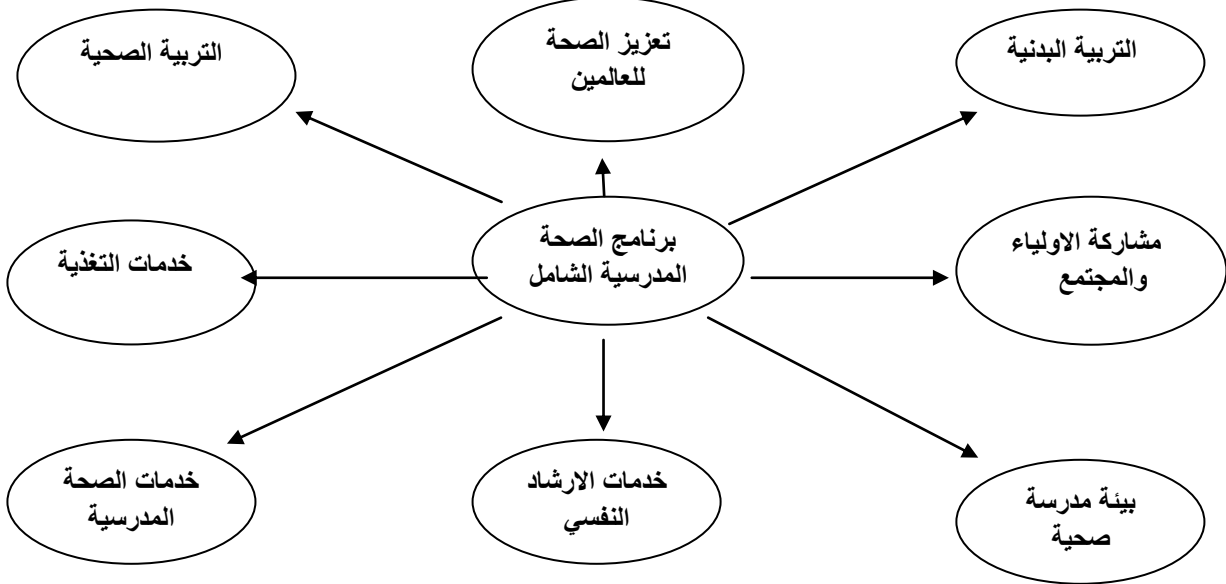 التربية البدنية
تعزيز الصحة
للعالمين
التربية الصحية
مشاركة الاولياء
والمجتمع
برنامج الصحة
المدرسية الشامل
خدمات التغذية
بيئة مدرسة
صحية
خدمات الارشاد
النفسي
خدمات الصحة
المدرسية